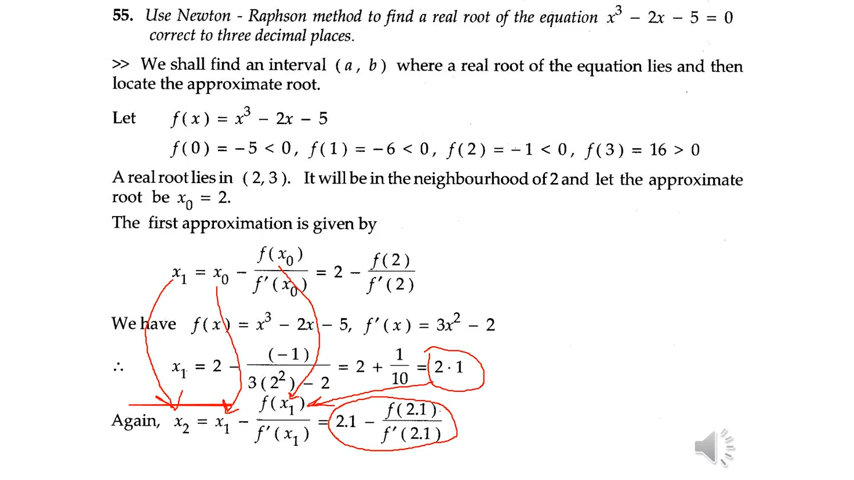 55. Use Newton - Raphson method to find a real root of the equation x³ − 2x − 5 = 0
correct to three decimal places.
>> We shall find an interval (a, b) where a real root of the equation lies and then
locate the approximate root.
Let f(x) = x³ − 2x − 5
f(0) = −5 < 0, f(1) = −6 < 0, f(2) = −1 < 0, f(3) = 16 > 0
A real root lies in (2, 3). It will be in the neighbourhood of 2 and let the approximate
root be x₀ = 2.
The first approximation is given by
x₁ = x₀ − f(x₀)/f′(x₀) = 2 − f(2)/f′(2)
We have f(x) = x³ − 2x − 5, f′(x) = 3x² − 2
∴ x₁ = 2 − (−1)/3(2²) − 2 = 2 + 1/10 = 2·1
Again, x₂ = x₁ − f(x₁)/f′(x₁) = 2.1 − f(2.1)/f′(2.1)